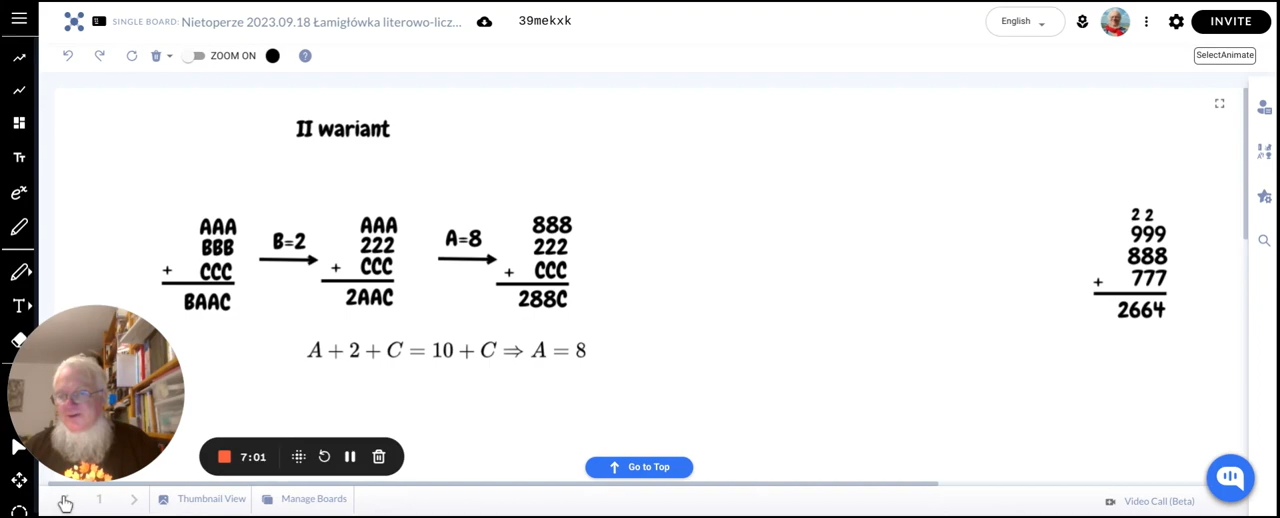 SINGLE BOARD: Nietoperze 2023.09.18 Łamigłówka literowo-licz...
39mekxk
English
INVITE
ZOOM ON
SelectAnimate
II wariant
AAA
BBB
+ CCC
BAAC
B=2
AAA
222
+ CCC
2AAC
A=8
888
222
+ CCC
288C
A + 2 + C = 10 + C ⇒ A = 8
2 2
999
888
+ 777
2664
Tт
eˣ
T
7:01
Go to Top
1
Thumbnail View
Manage Boards
Video Call (Beta)